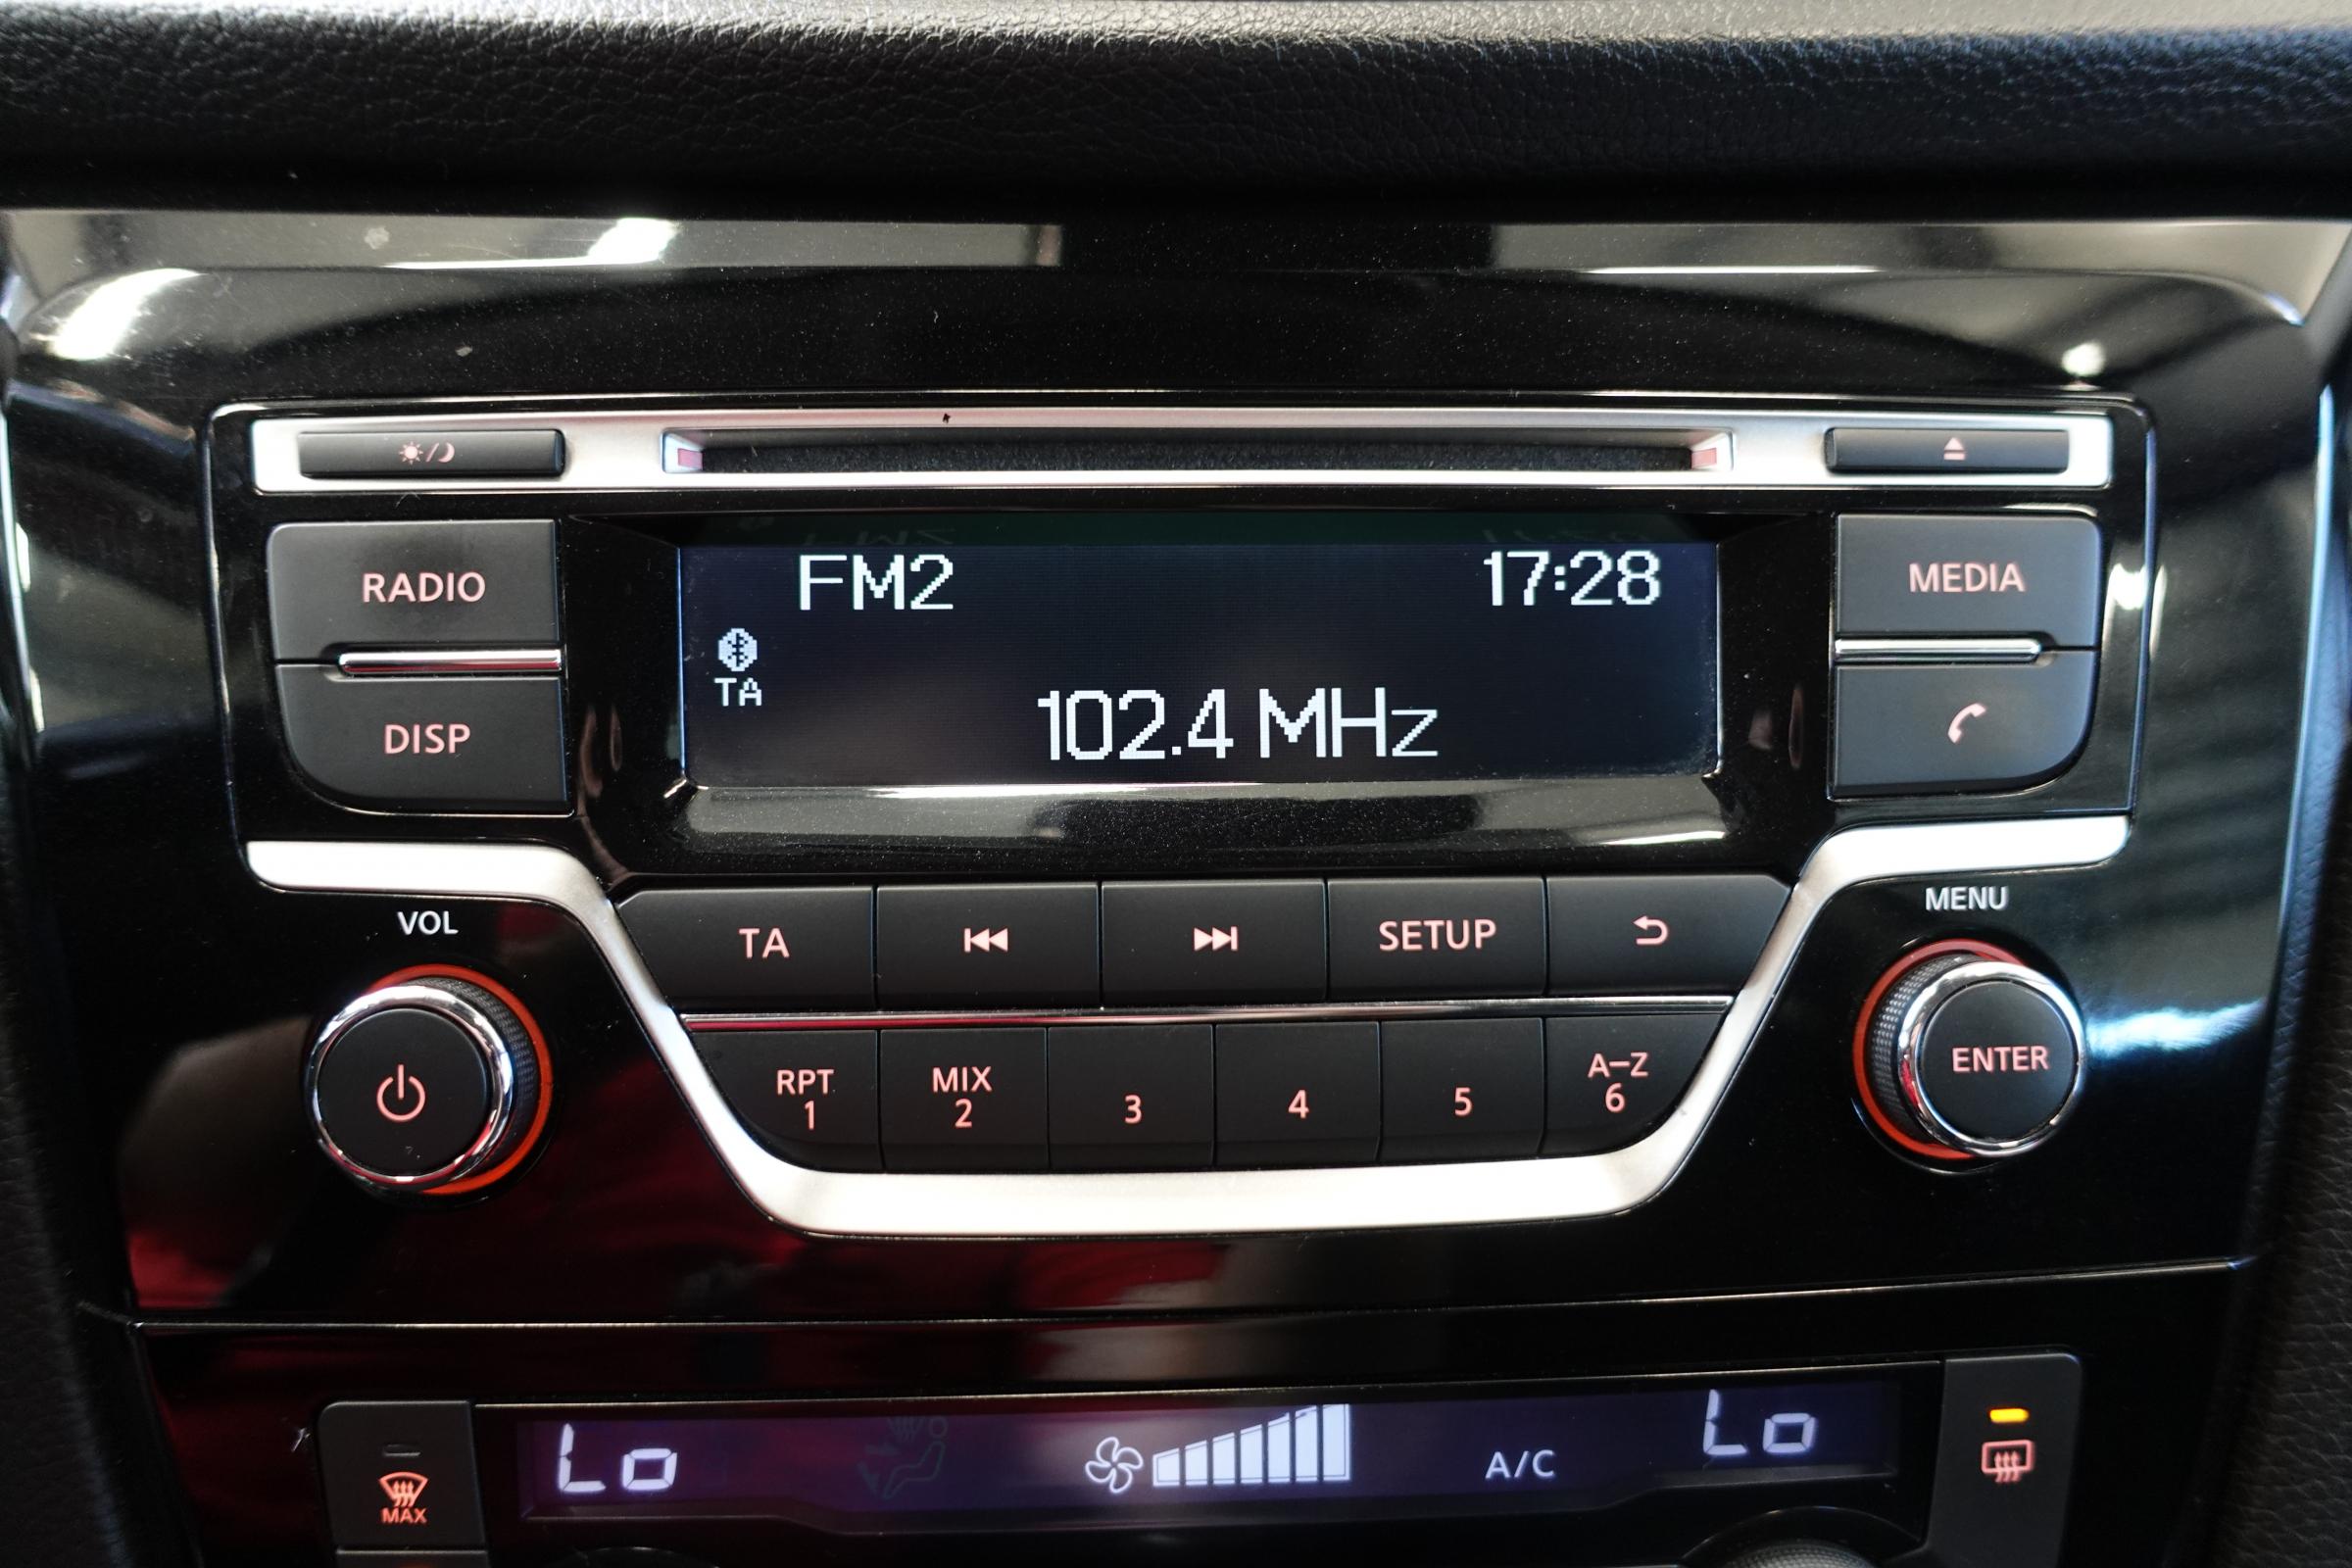 FM2 17:28
TA
102.4 MHz
RADIO
DISP
MEDIA
VOL
MENU
TA
SETUP
ENTER
RPT
1
MIX
2
3
4
5
A-Z
6
Lo
A/C
Lo
MAX